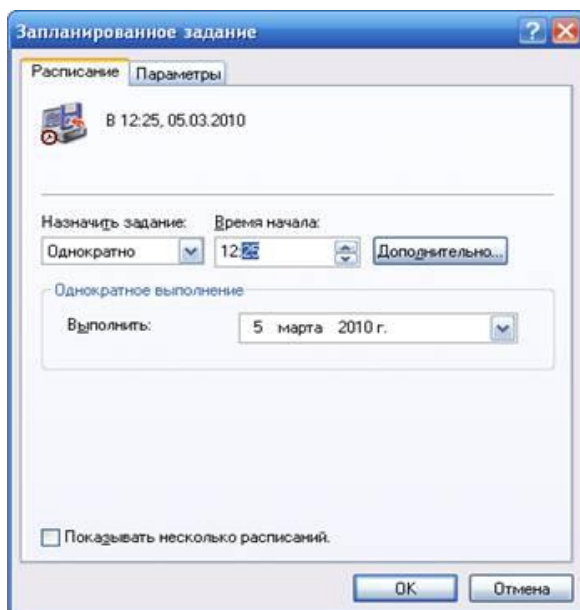 Запланированное задание
Расписание Параметры
В 12:25, 05.03.2010
Назначить задание: Время начала:
Однократно 12:25 Дополнительно...
Однократное выполнение
Выполнить: 5 марта 2010 г.
Показывать несколько расписаний.
OK Отмена